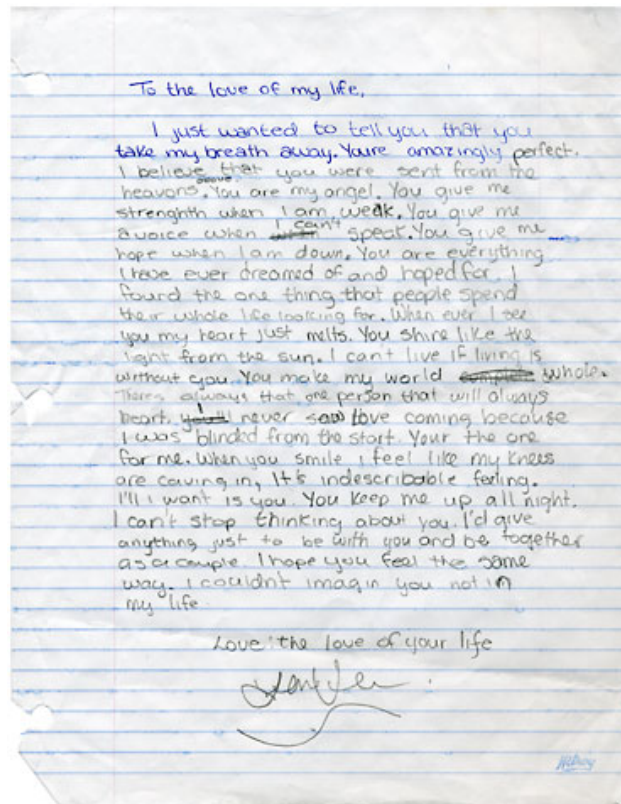 To the love of my life,
I just wanted to tell you that you
take my breath away. Youre amazingly perfect.
I believe that you were sent from the
heavons above. You are my angel. You give me
strenghth when I am weak. You give me
a voice when I can't speak. You give me
hope when I am down. You are everything
I have ever dreamed of and hoped for. I
found the one thing that people spend
their whole life looking for. When ever I see
you my heart just melts. You shine like the
light from the sun. I can't live if living is
without you. You make my world whole.
Theres always that one person that will always
heart. I never saw love coming because
I was blinded from the start. Your the one
for me. When you smile I feel like my knees
are caving in, It's indescribable feeling.
I'll I want is you. You keep me up all night.
I can't stop thinking about you. I'd give
anything just to be with you and be together
as a couple. I hope you feel the same
way. I couldn't imagin you not in
my life
Love: the love of your life
Hilroy